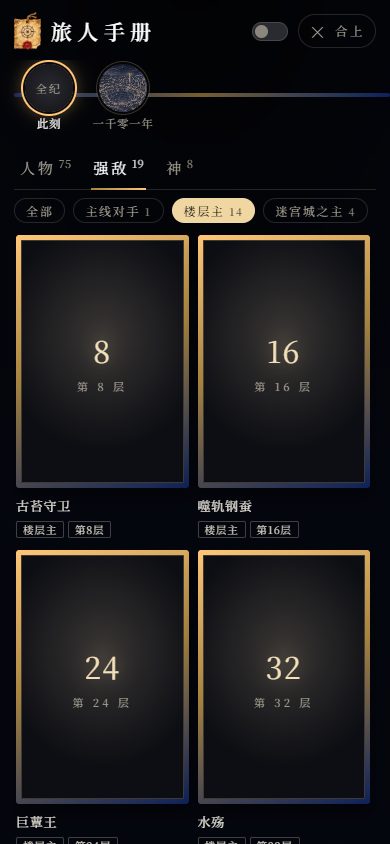 旅人手册
合上
全纪
此刻
一千零一年
人物 75
强敌 19
神 8
全部
主线对手 1
楼层主 14
迷宫城之主 4
8
第 8 层
16
第 16 层
古苔守卫
噬轨钢蚕
楼层主 第8层
楼层主 第16层
24
第 24 层
32
第 32 层
巨蕈王
水殇